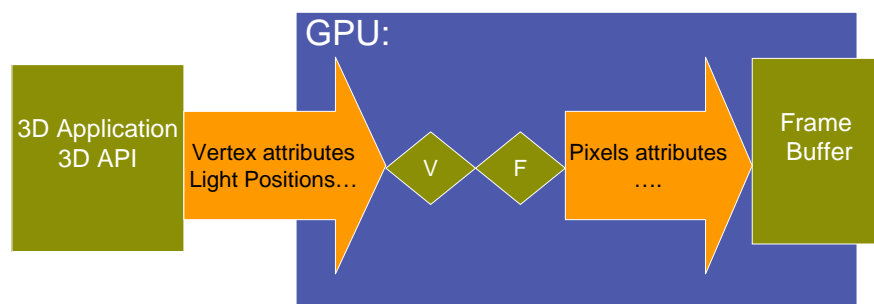 GPU:
3D Application
3D API
Vertex attributes
Light Positions…
V
F
Pixels attributes
….
Frame
Buffer